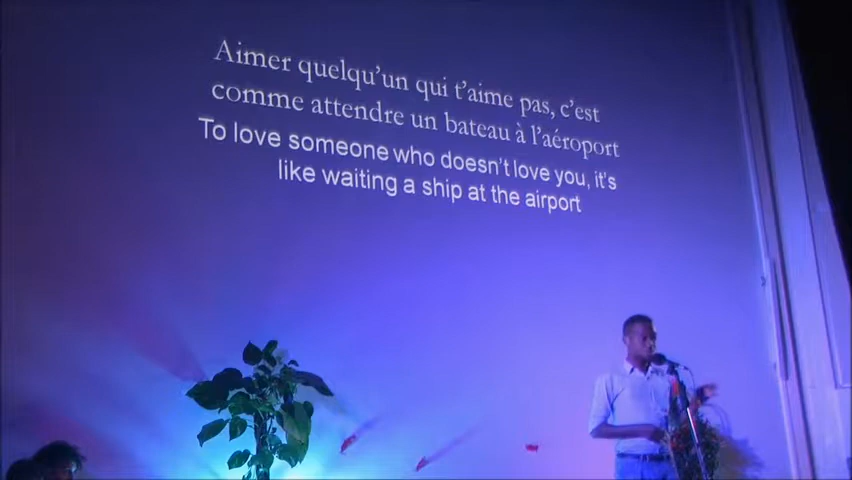 Aimer quelqu'un qui t'aime pas, c'est
comme attendre un bateau à l'aéroport
To love someone who doesn't love you, it's
like waiting a ship at the airport